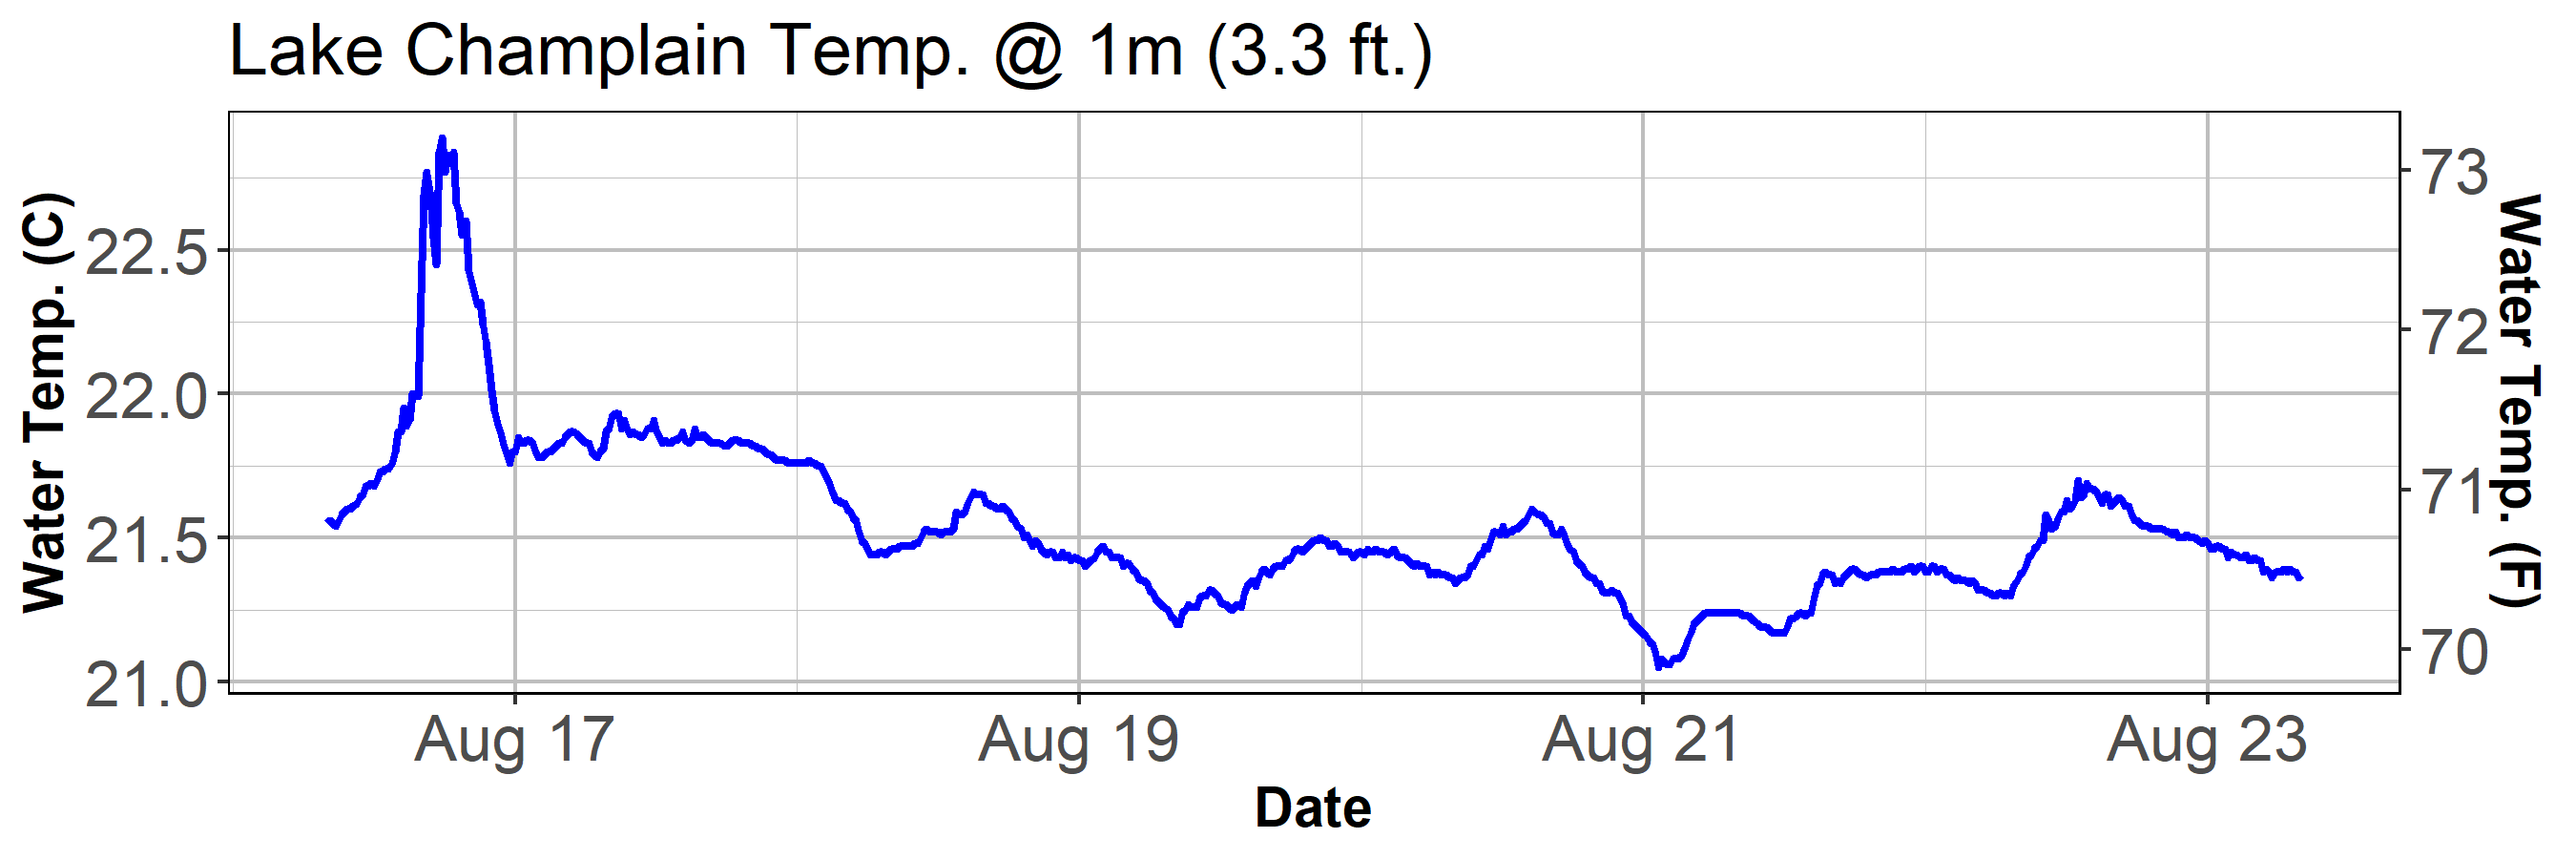 Lake Champlain Temp. @ 1m (3.3 ft.)
Water Temp. (C)
22.5
22.0
21.5
21.0
73
72
71
70
Water Temp. (F)
Aug 17
Aug 19
Aug 21
Aug 23
Date